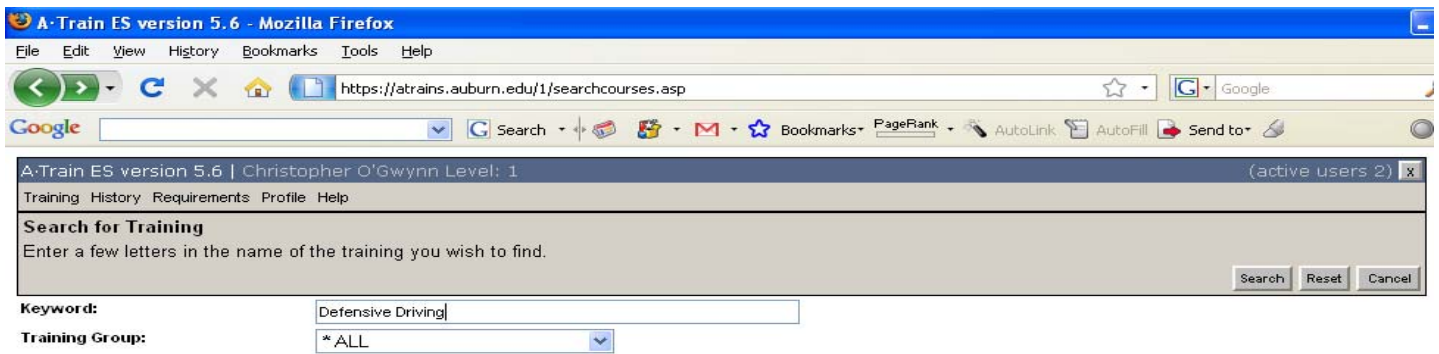 A·Train ES version 5.6 - Mozilla Firefox
File Edit View History Bookmarks Tools Help
https://atrains.auburn.edu/1/searchcourses.asp G Google
Google G Search Bookmarks PageRank AutoLink AutoFill Send to
A·Train ES version 5.6 | Christopher O'Gwynn Level: 1 (active users 2) x
Training History Requirements Profile Help
Search for Training
Enter a few letters in the name of the training you wish to find.
Search Reset Cancel
Keyword: Defensive Driving
Training Group: * ALL